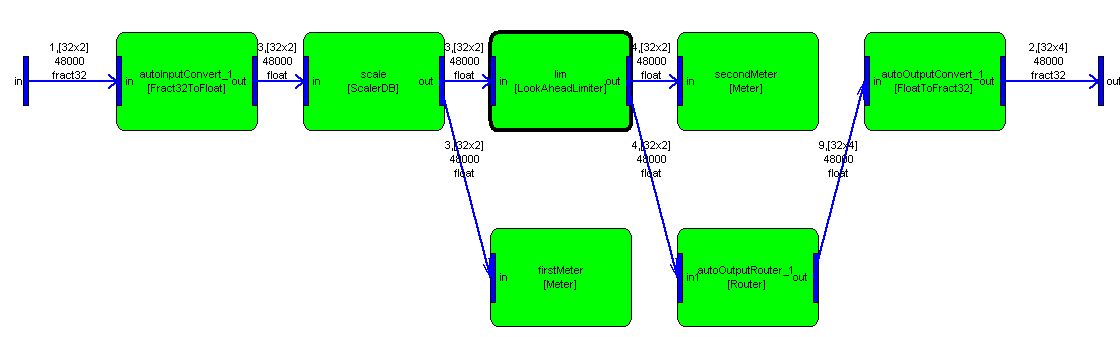 in
1,[32x2]
48000
fract32
in
autoInputConvert_1
[Fract32ToFloat]
out
3,[32x2]
48000
float
in
scale
[ScalerDB]
out
3,[32x2]
48000
float
in
lim
[LookAheadLimiter]
out
4,[32x2]
48000
float
in
secondMeter
[Meter]
in
autoOutputConvert_1
[FloatToFract32]
out
2,[32x4]
48000
fract32
out
3,[32x2]
48000
float
4,[32x2]
48000
float
9,[32x4]
48000
float
in
firstMeter
[Meter]
in1
autoOutputRouter_1
[Router]
out